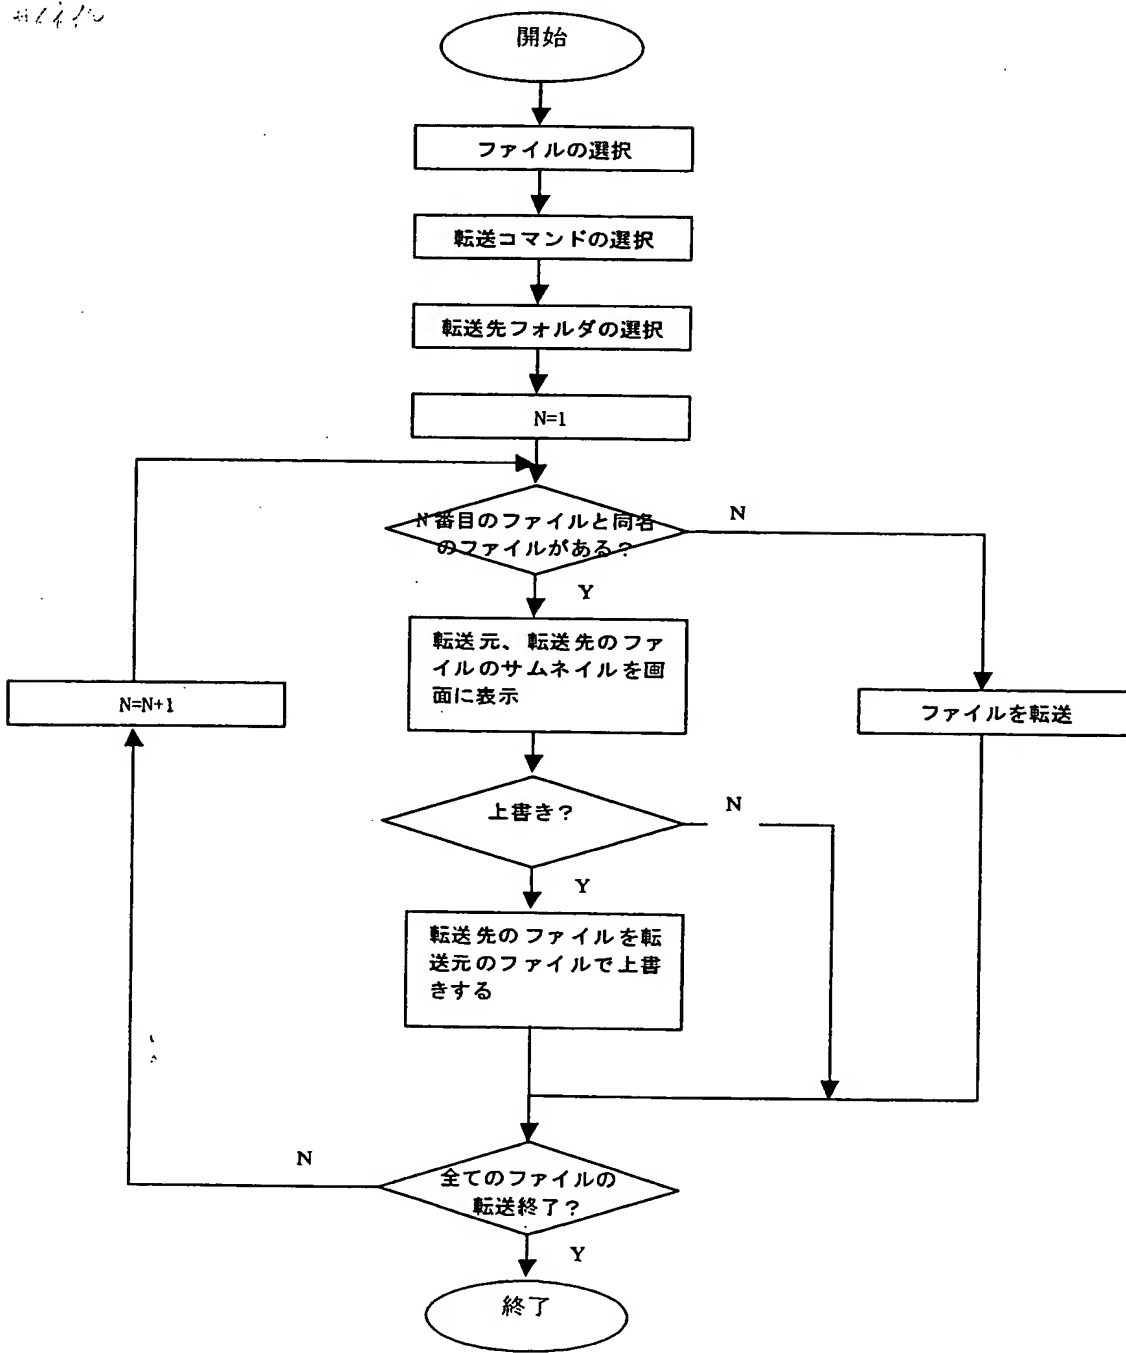 開始
ファイルの選択
転送コマンドの選択
転送先フォルダの選択
N=1
N番目のファイルと同名
のファイルがある？
N
Y
転送元、転送先のファ
イルのサムネイルを画
面に表示
N=N+1
ファイルを転送
上書き？
N
Y
転送先のファイルを転
送元のファイルで上書
きする
N
全てのファイルの
転送終了？
Y
終了